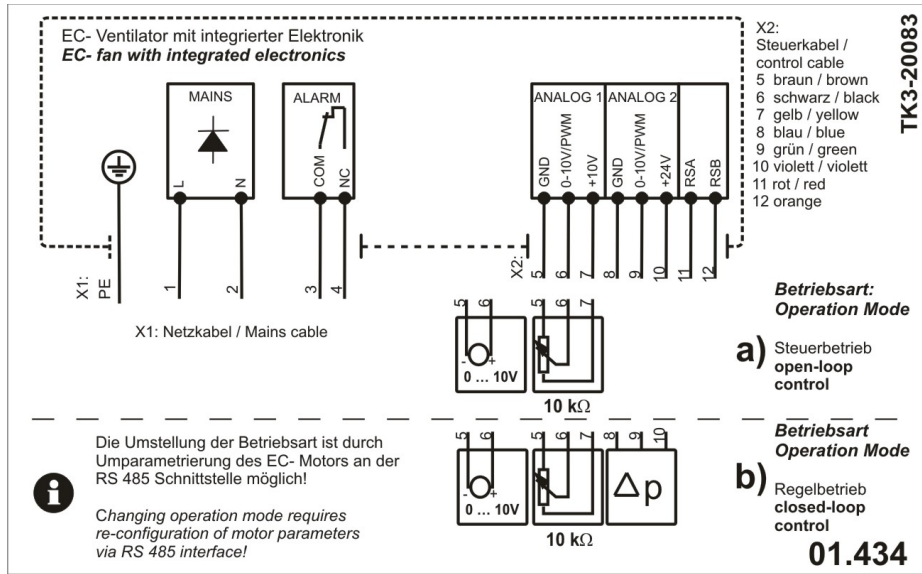 EC- Ventilator mit integrierter Elektronik
EC- fan with integrated electronics
MAINS
L
N
ALARM
COM
NC
ANALOG 1
GND
0-10V/PWM
+10V
ANALOG 2
GND
0-10V/PWM
+24V
RSA
RSB
X2:
Steuerkabel /
control cable
5 braun / brown
6 schwarz / black
7 gelb / yellow
8 blau / blue
9 grün / green
10 violett / violett
11 rot / red
12 orange
TK3-20083
X1:
PE
1
2
3
4
X2:
5
6
7
8
9
10
11
12
X1: Netzkabel / Mains cable
5
6
- +
0 ... 10V
5
6
7
10 kΩ
Betriebsart:
Operation Mode
a) Steuerbetrieb
open-loop
control
Die Umstellung der Betriebsart ist durch
Umparametrierung des EC- Motors an der
RS 485 Schnittstelle möglich!
Changing operation mode requires
re-configuration of motor parameters
via RS 485 interface!
i
5
6
- +
0 ... 10V
5
6
7
10 kΩ
8
9
10
Δp
Betriebsart
Operation Mode
b) Regelbetrieb
closed-loop
control
01.434